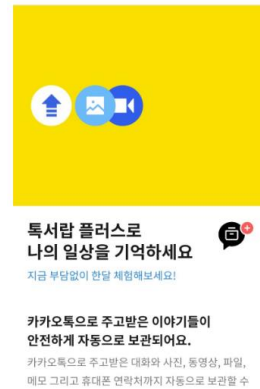 톡서랍 플러스로
나의 일상을 기억하세요
지금 부담없이 한달 체험해보세요!
카카오톡으로 주고받은 이야기들이
안전하게 자동으로 보관되어요.
카카오톡으로 주고받은 대화와 사진, 동영상, 파일,
메모 그리고 휴대폰 연락처까지 자동으로 보관할 수